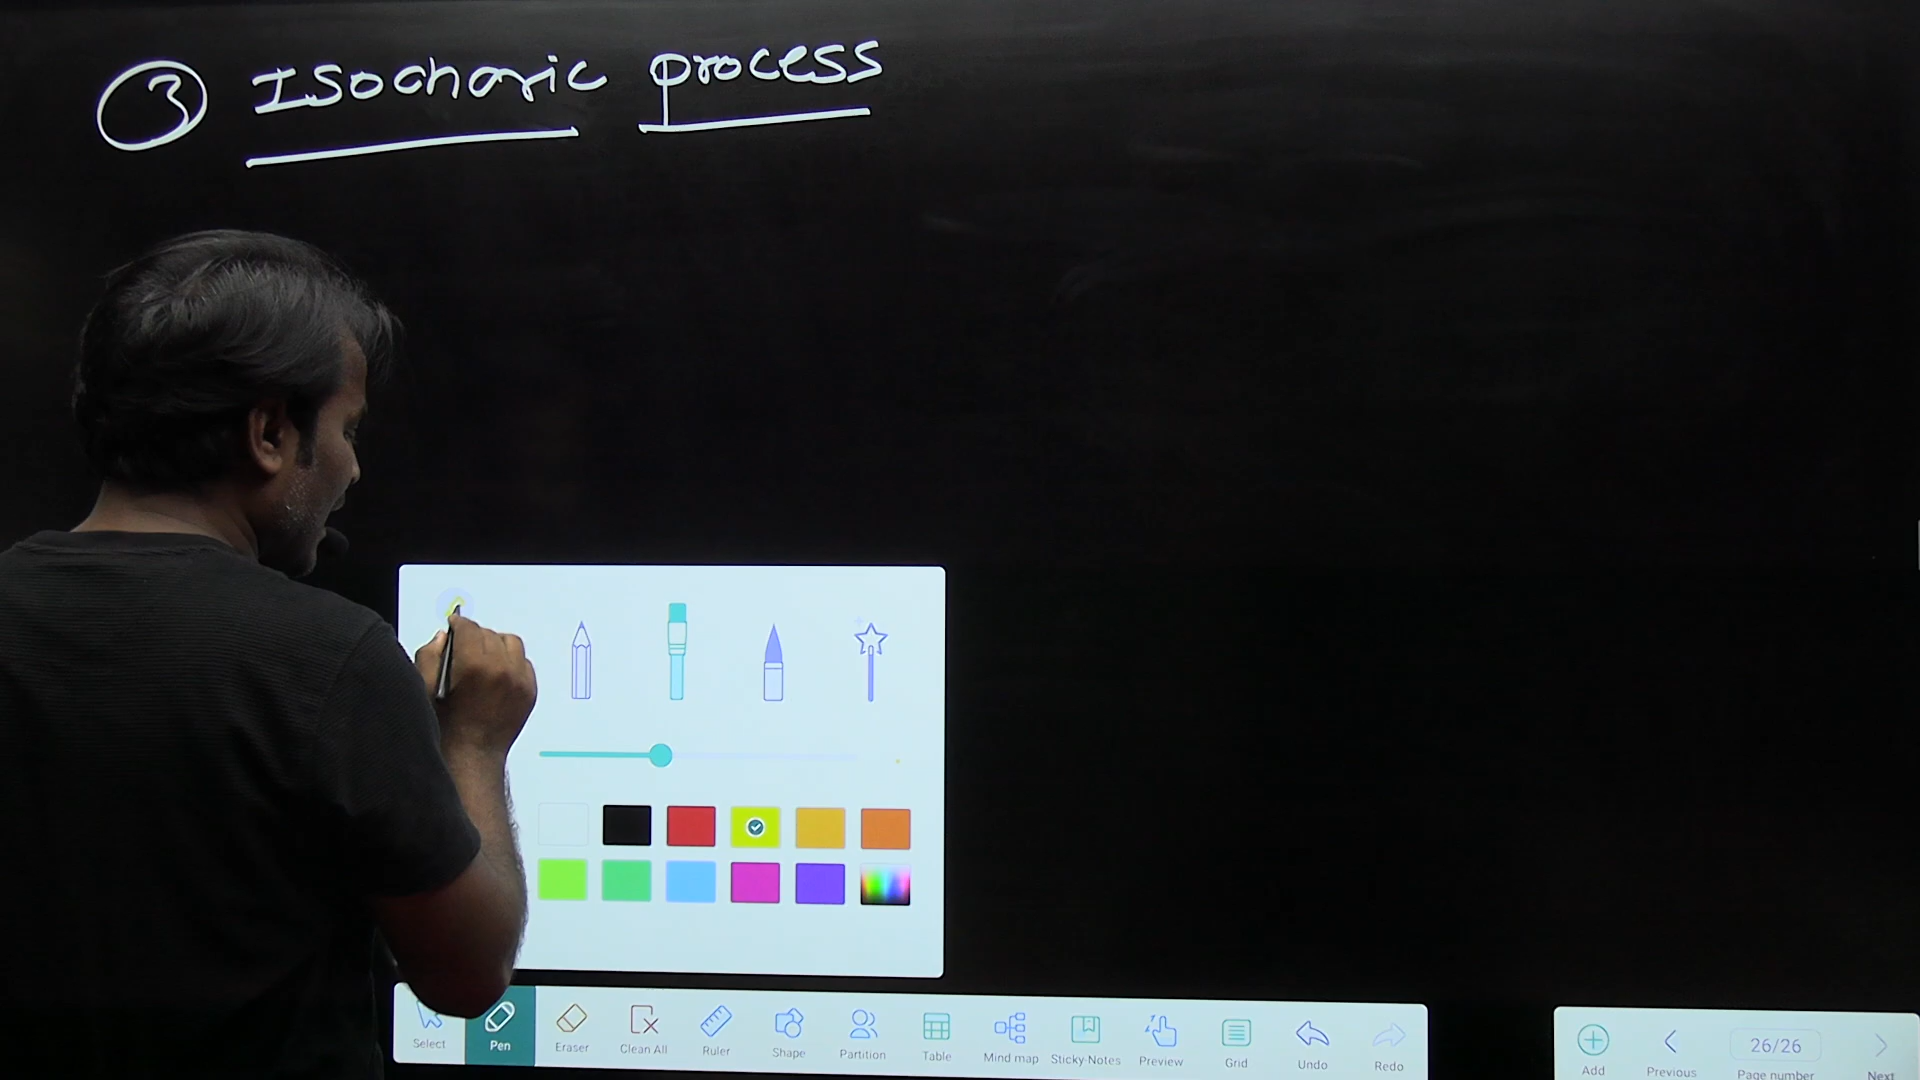 3 Isochoric process
Select Pen Eraser Clean All Ruler Shape Partition Table Mind map Sticky Notes Preview Grid Undo Redo
Add Previous 26/26 Page number Next